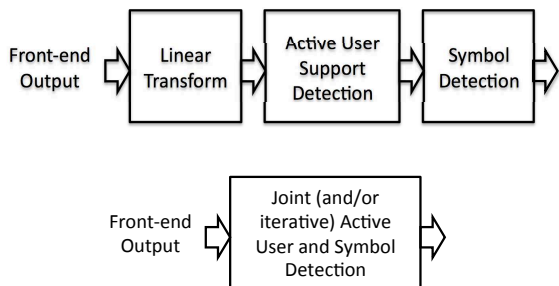 Front-end
Output
Linear
Transform
Active User
Support
Detection
Symbol
Detection
Front-end
Output
Joint (and/or
iterative) Active
User and Symbol
Detection